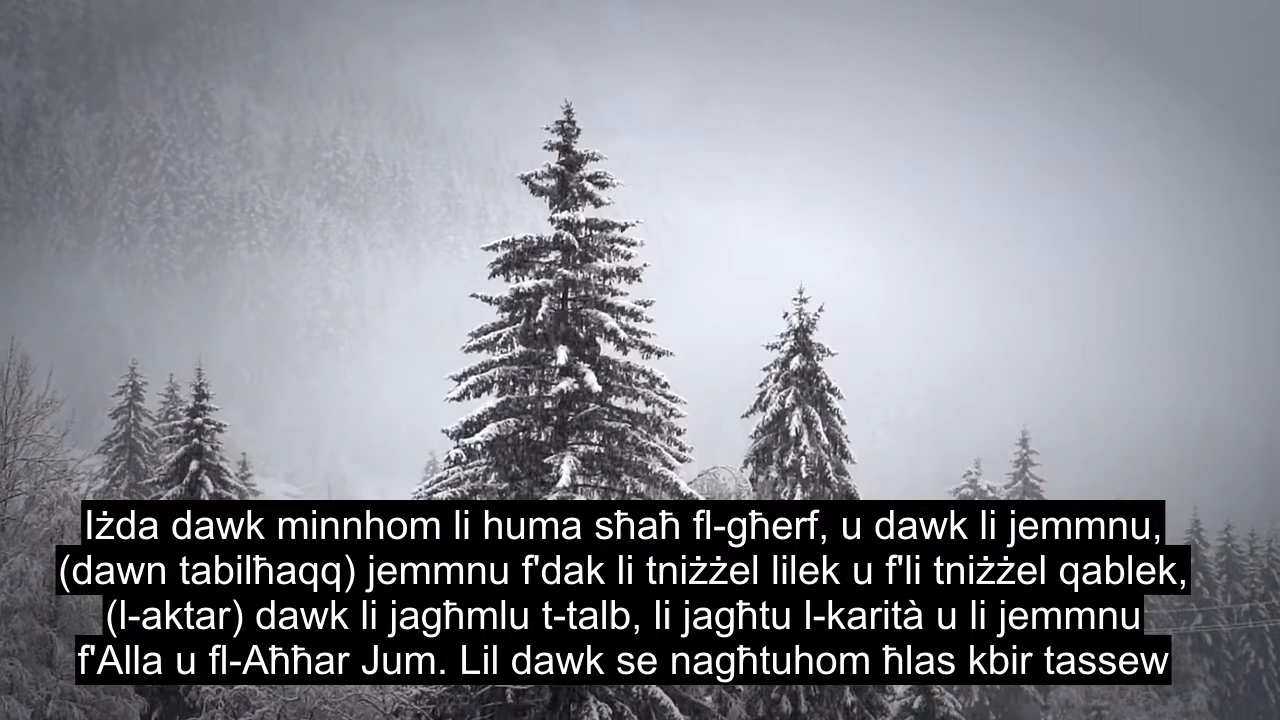 Iżda dawk minnhom li huma sħaħ fl-għerf, u dawk li jemmnu,
(dawn tabilħaqq) jemmnu f'dak li tniżżel lilek u f'li tniżżel qablek,
(l-aktar) dawk li jagħmlu t-talb, li jagħtu l-karità u li jemmnu
f'Alla u fl-Aħħar Jum. Lil dawk se nagħtuhom ħlas kbir tassew